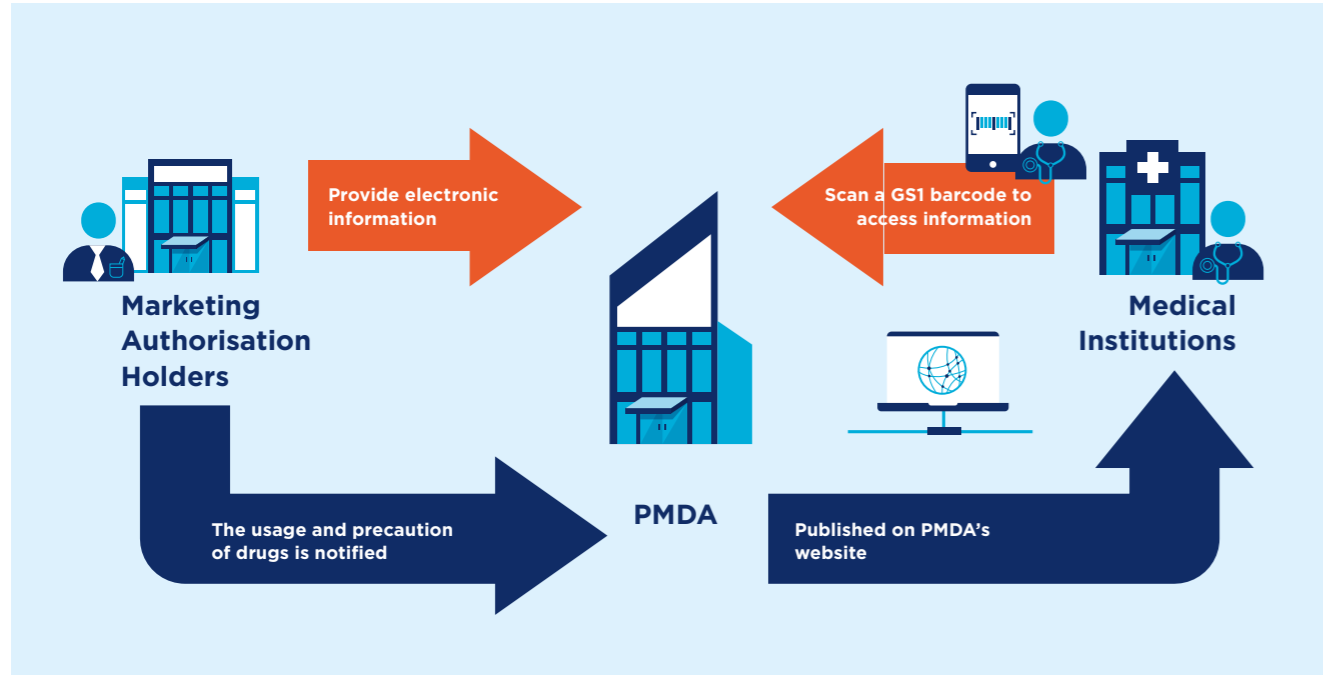 Provide electronic
information
Scan a GS1 barcode to
access information
Marketing
Authorisation
Holders
Medical
Institutions
PMDA
The usage and precaution
of drugs is notified
Published on PMDA's
website